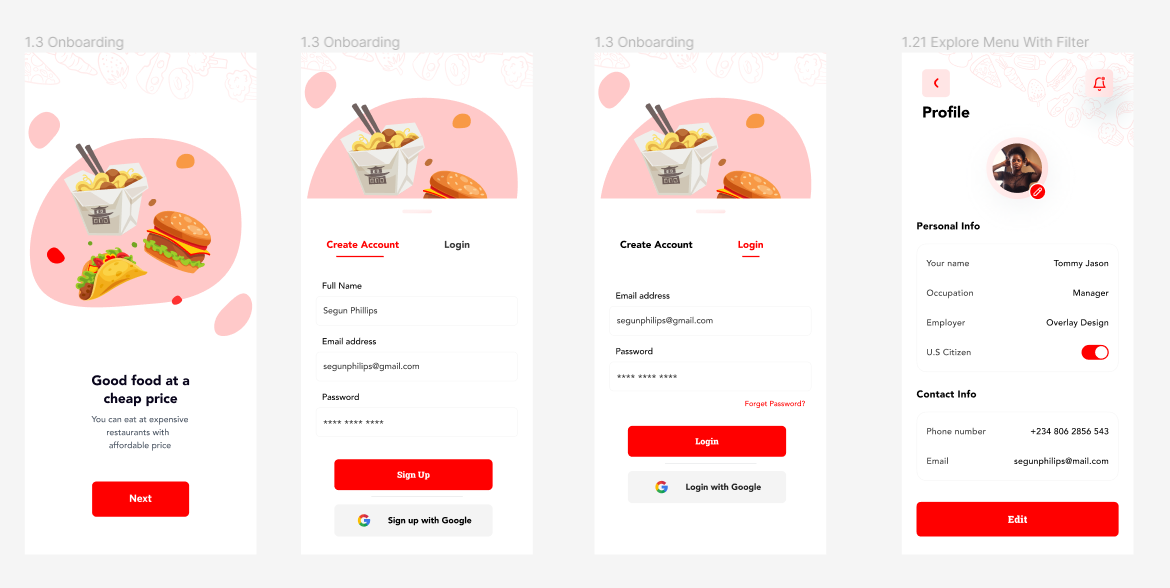 1.3 Onboarding
Good food at a
cheap price
You can eat at expensive
restaurants with
affordable price
Next
1.3 Onboarding
Create Account
Login
Full Name
Segun Phillips
Email address
segunphilips@gmail.com
Password
**** **** ****
Sign Up
Sign up with Google
1.3 Onboarding
Create Account
Login
Email address
segunphilips@gmail.com
Password
**** **** ****
Forget Password?
Login
Login with Google
1.21 Explore Menu With Filter
Profile
Personal Info
Your name
Tommy Jason
Occupation
Manager
Employer
Overlay Design
U.S Citizen
Contact Info
Phone number
+234 806 2856 543
Email
segunphilips@mail.com
Edit